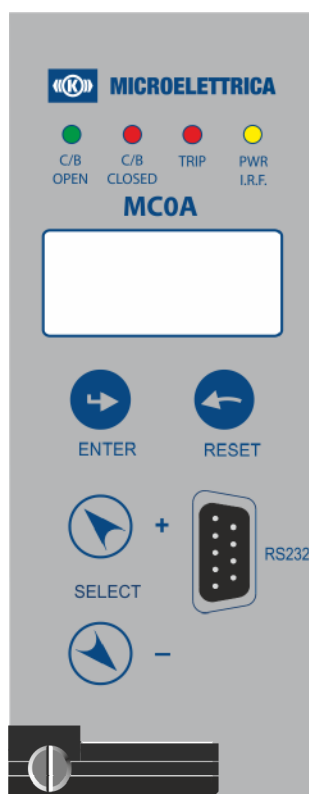 (((K))) MICROELETTRICA
C/B C/B TRIP PWR
OPEN CLOSED I.R.F.
MC0A
ENTER RESET
+
RS232
SELECT
–